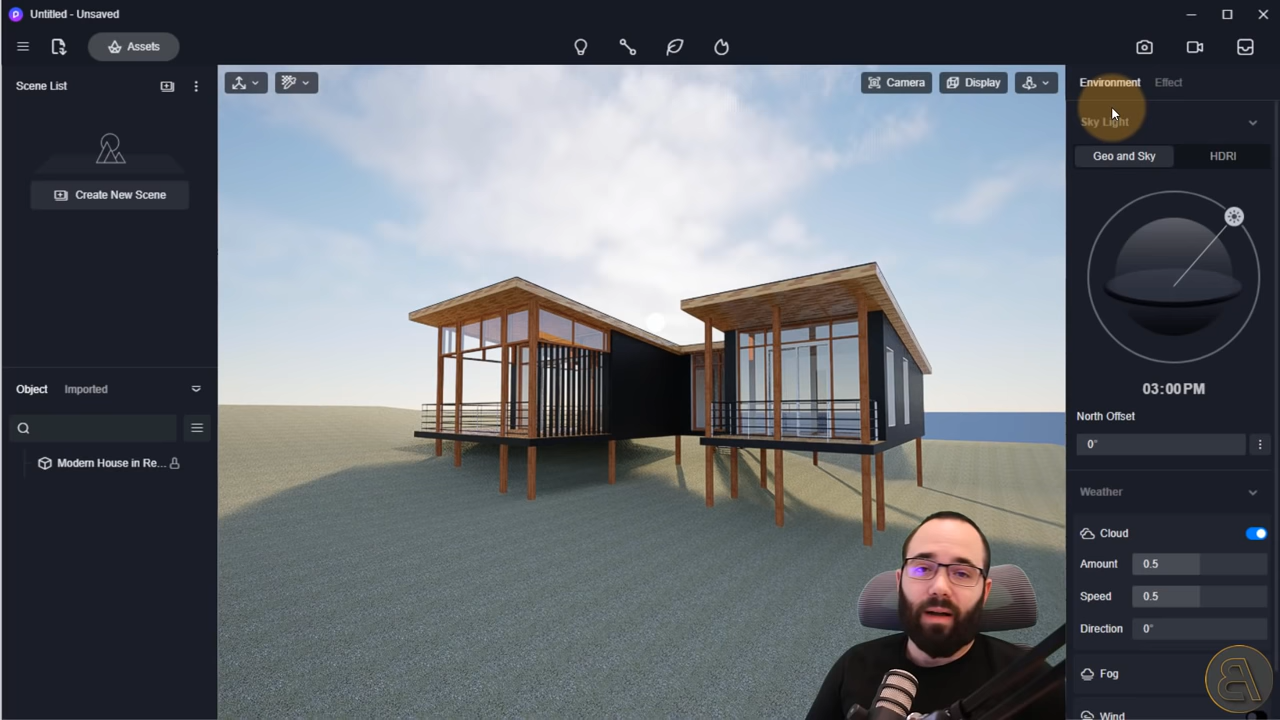 Untitled - Unsaved
Assets
Scene List
Create New Scene
Object
Imported
Modern House in Re...
Camera
Display
Environment
Effect
Sky Light
Geo and Sky
HDRI
03:00 PM
North Offset
0°
Weather
Cloud
Amount
0.5
Speed
0.5
Direction
0°
Fog
Wind